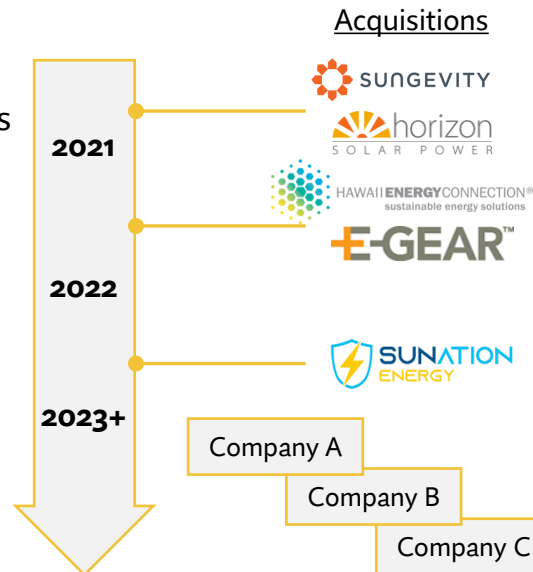 Acquisitions
SUNGEVITY
s
horizon
SOLAR POWER
2021
HAWAII ENERGY CONNECTION®
sustainable energy solutions
E-GEAR™
2022
SUNATION
ENERGY
2023+
Company A
Company B
Company C